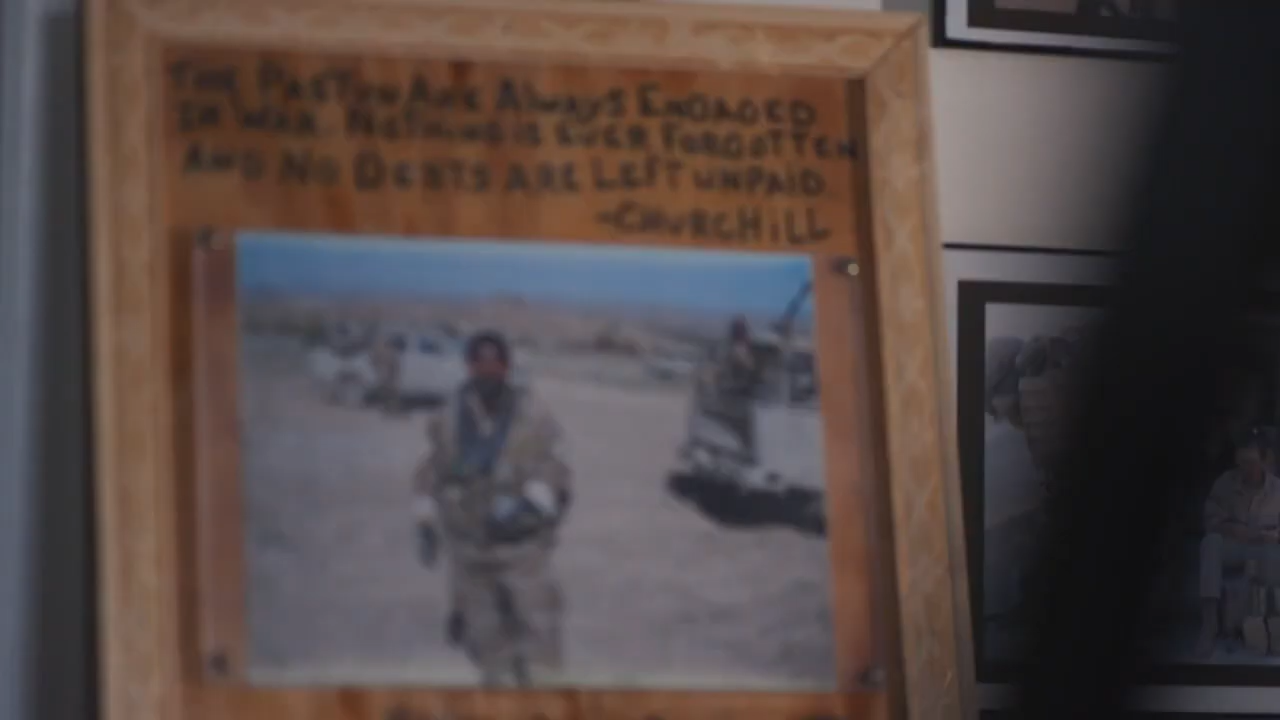 THE PASHTUN ARE ALWAYS ENGAGED
IN WAR. NOTHING IS EVER FORGOTTEN
AND NO DEBTS ARE LEFT UNPAID.
-CHURCHILL